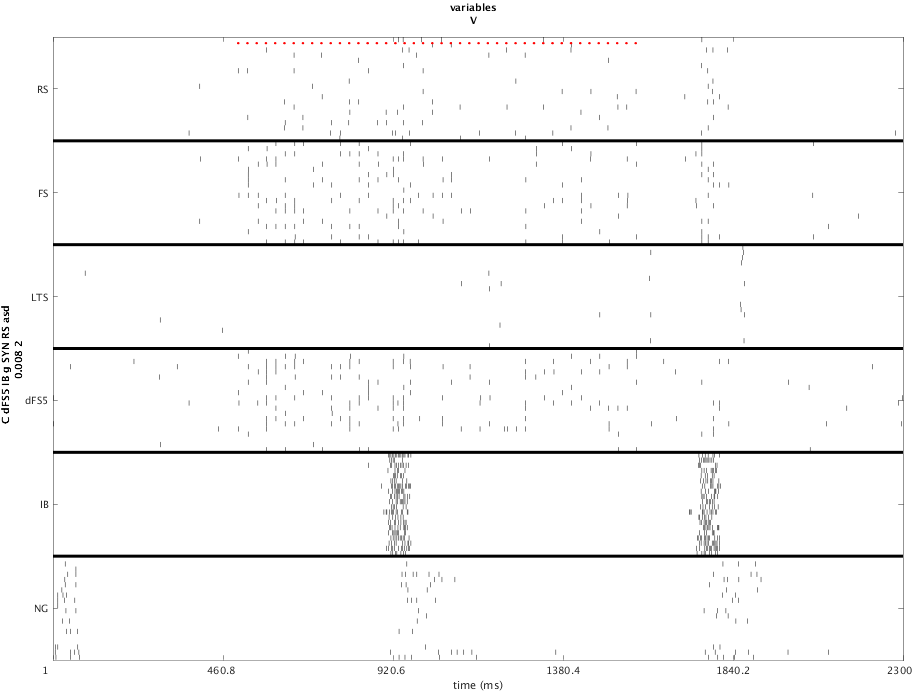 variables
V
RS
FS
LTS
dFS5
IB
NG
C dFS5 IB g SYN RS asd
0.008 2
1
460.8
920.6
1380.4
1840.2
2300
time (ms)